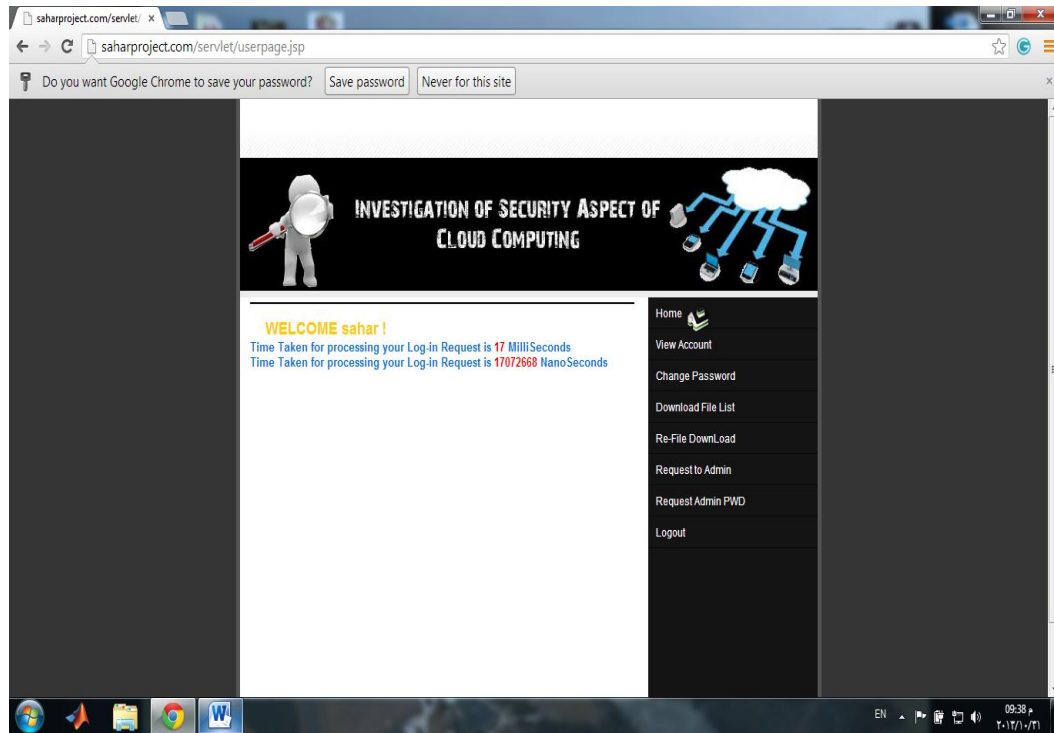 saharproject.com/servlet/
saharproject.com/servlet/userpage.jsp
Do you want Google Chrome to save your password? Save password Never for this site
INVESTIGATION OF SECURITY ASPECT OF
CLOUD COMPUTING
WELCOME sahar !
Time Taken for processing your Log-in Request is 17 MilliSeconds
Time Taken for processing your Log-in Request is 17072668 NanoSeconds
Home
View Account
Change Password
Download File List
Re-File DownLoad
Request to Admin
Request Admin PWD
Logout
EN
09:38 م
٢٠١٣/١٠/٣١